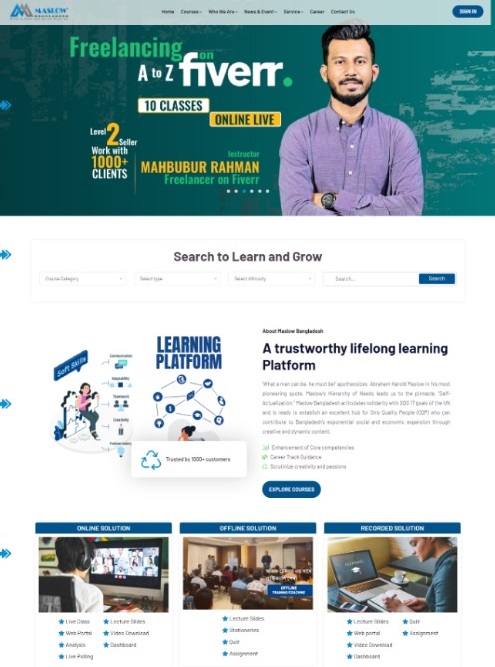 MASLOW
Home Courses Who We Are News & Event Service Career Contact Us
SIGN IN
Freelancing on
A to Z fiverr.
10 CLASSES
ONLINE LIVE
Level 2 Seller
Work with
1000+
CLIENTS
Instructor
MAHBUBUR RAHMAN
Freelancer on Fiverr
Search to Learn and Grow
Course Category Select type Select ethnicity Search... Search
Soft Skills
Communication
Adaptability
Teamwork
Creativity
LEARNING
PLATFORM
Trusted by 1000+ customers
About Maslow Bangladesh
A trustworthy lifelong learning
Platform
"What a man can be, he must be" apotheosizes. Abraham Harold Maslow in his most
pioneering quote. Maslow's Hierarchy of Needs leads us to the pinnacle, "Self-
Actualization." Maslow Bangladesh articulates solidarity with SDG 17 goals of the UN
and is ready to establish an excellent hub for Only Quality People (OQP) who can
contribute to Bangladesh's exponential social and economic expansion through
creative and dynamic content.
Enhancement of Core competencies
Career Track Guidance
Scrutinize creativity and passions
EXPLORE COURSES
ONLINE SOLUTION
Live Class Lecture Slides
Web Portal Video Download
Analysis Dashboard
Live Polling
OFFLINE SOLUTION
OFFLINE
TRAINING/COACHING
Lecture Slides
Stationeries
Quiz
Assignment
RECORDED SOLUTION
Lecture Slides Quiz
Web portal Assignment
Video Download
Dashboard